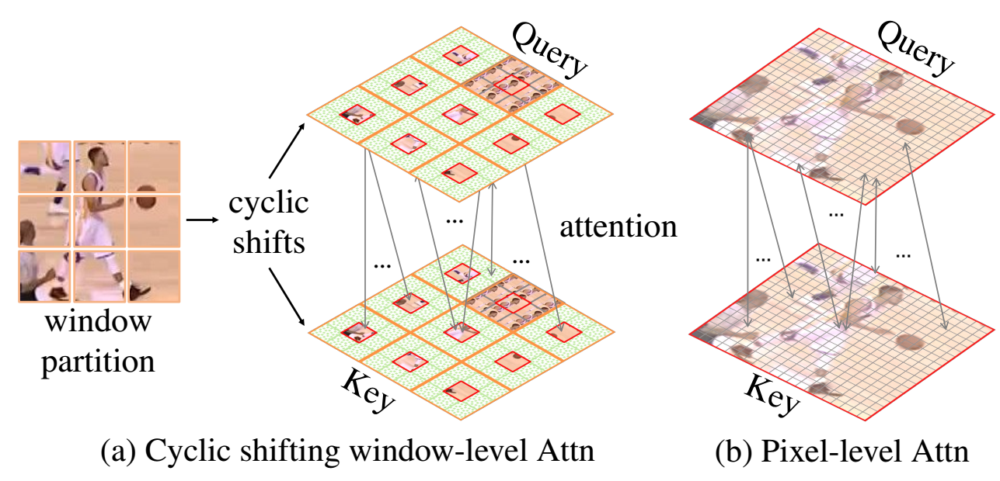 Query
Query
cyclic
shifts
...
attention
...
...
...
...
...
window
partition
Key
Key
(a) Cyclic shifting window-level Attn
(b) Pixel-level Attn